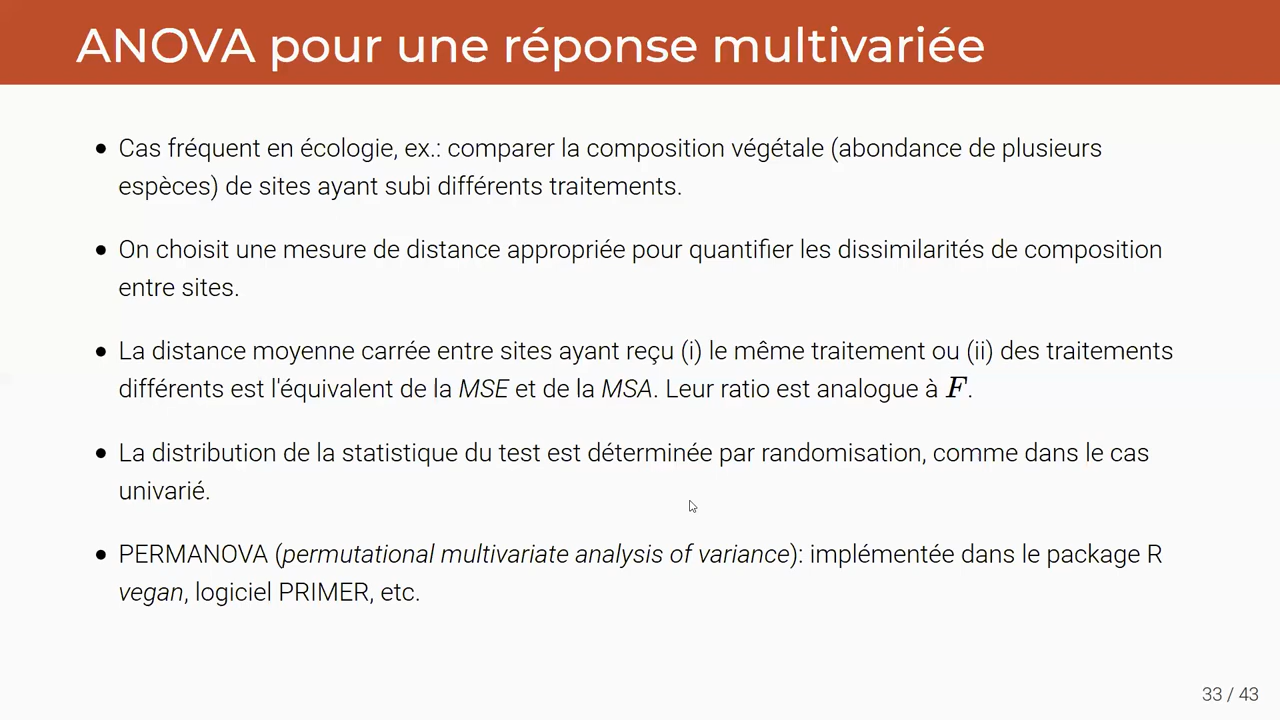 ANOVA pour une réponse multivariée
• Cas fréquent en écologie, ex.: comparer la composition végétale (abondance de plusieurs
espèces) de sites ayant subi différents traitements.
• On choisit une mesure de distance appropriée pour quantifier les dissimilarités de composition
entre sites.
• La distance moyenne carrée entre sites ayant reçu (i) le même traitement ou (ii) des traitements
différents est l'équivalent de la MSE et de la MSA. Leur ratio est analogue à F.
• La distribution de la statistique du test est déterminée par randomisation, comme dans le cas
univarié.
• PERMANOVA (permutational multivariate analysis of variance): implémentée dans le package R
vegan, logiciel PRIMER, etc.
33 / 43